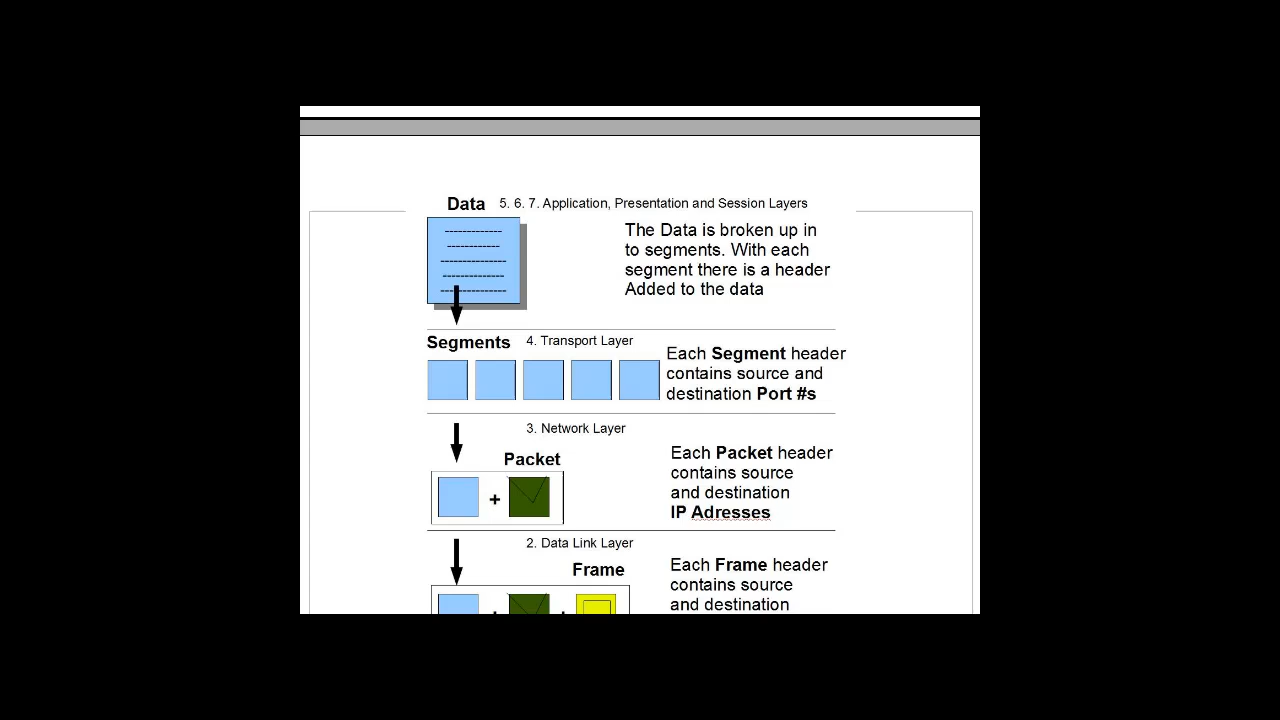 Data 5. 6. 7. Application, Presentation and Session Layers
The Data is broken up in
to segments. With each
segment there is a header
Added to the data
Segments 4. Transport Layer
Each Segment header
contains source and
destination Port #s
3. Network Layer
Packet
+
Each Packet header
contains source
and destination
IP Adresses
2. Data Link Layer
Frame
Each Frame header
contains source
and destination